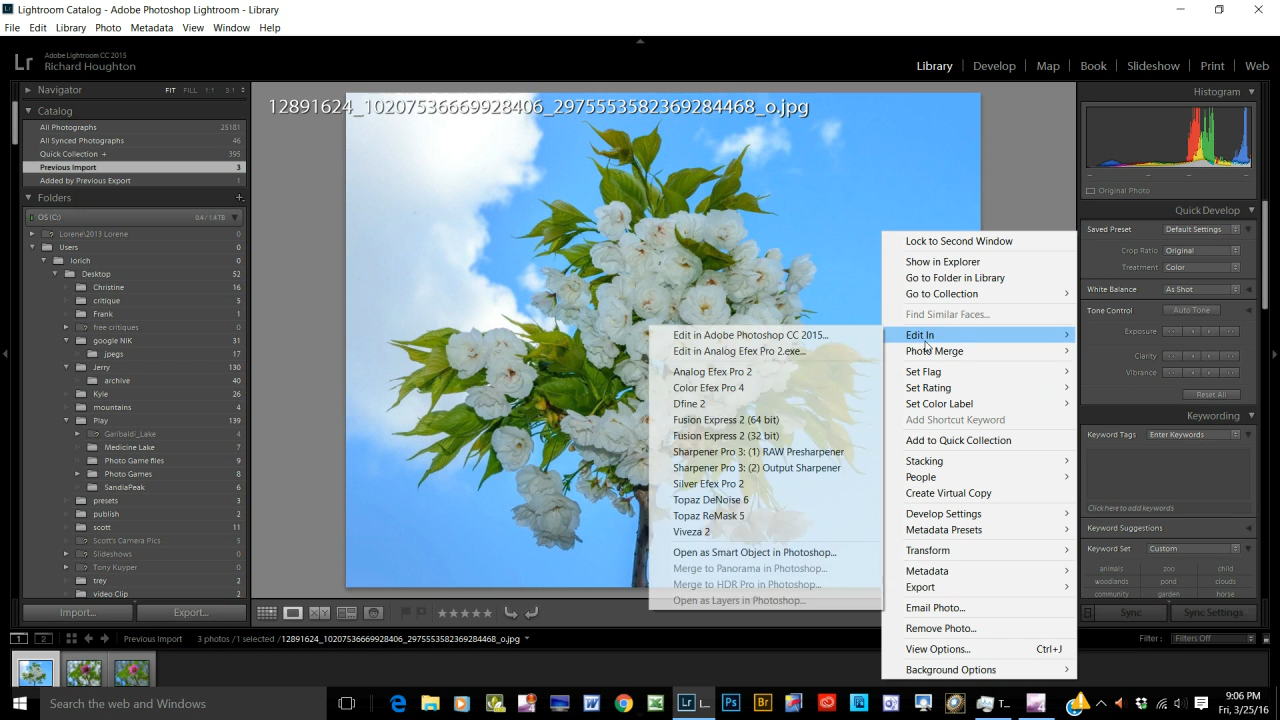 Lightroom Catalog - Adobe Photoshop Lightroom - Library
File Edit Library Photo Metadata View Window Help
Lr
Adobe Lightroom CC 2015
Richard Houghton
Library | Develop | Map | Book | Slideshow | Print | Web
Navigator FIT FILL 1:1 3:1
Catalog
All Photographs 25181
All Synced Photographs 46
Quick Collection + 395
Previous Import 3
Added by Previous Export 1
Folders +
OS (C:) 0.4 / 1.4 TB
Lorene\2013 Lorene 0
Users 0
lorich 0
Desktop 52
Christine 16
critique 5
Frank 1
free critiques 0
google NIK 31
jpegs 17
Jerry 130
archive 40
Kyle 26
mountains 4
Play 139
Garibaldi_Lake 4
Medicine Lake 7
Photo Game files 9
Photo Games 8
SandiaPeak 6
presets 3
publish 2
scott 11
Scott's Camera Pics 5
Slideshows 0
Tony Kuyper 0
trey 2
video Clip 2
Import... Export...
12891624_10207536669928406_2975553582369284468_o.jpg
Edit in Adobe Photoshop CC 2015...
Edit in Analog Efex Pro 2.exe...
Analog Efex Pro 2
Color Efex Pro 4
Dfine 2
Fusion Express 2 (64 bit)
Fusion Express 2 (32 bit)
Sharpener Pro 3: (1) RAW Presharpener
Sharpener Pro 3: (2) Output Sharpener
Silver Efex Pro 2
Topaz DeNoise 6
Topaz ReMask 5
Viveza 2
Open as Smart Object in Photoshop...
Merge to Panorama in Photoshop...
Merge to HDR Pro in Photoshop...
Open as Layers in Photoshop...
Lock to Second Window
Show in Explorer
Go to Folder in Library
Go to Collection
Find Similar Faces...
Edit In
Photo Merge
Set Flag
Set Rating
Set Color Label
Add Shortcut Keyword
Add to Quick Collection
Stacking
People
Create Virtual Copy
Develop Settings
Metadata Presets
Transform
Metadata
Export
Email Photo...
Remove Photo...
View Options... Ctrl+J
Background Options
Histogram
Original Photo
Quick Develop
Saved Preset Default Settings
Crop Ratio Original
Treatment Color
White Balance As Shot
Tone Control Auto Tone
Exposure
Clarity
Vibrance
Reset All
Keywording
Keyword Tags Enter Keywords
Click here to add keywords
Keyword Suggestions
Keyword Set Custom
animals zoo child
woodlands pond clouds
community garden horse
Sync Sync Settings
1 2 Previous Import 3 photos / 1 selected / 12891624_10207536669928406_2975553582369284468_o.jpg Filter : Filters Off
Search the web and Windows
Lr L... Ps Br T...
9:06 PM
Fri, 3/25/16